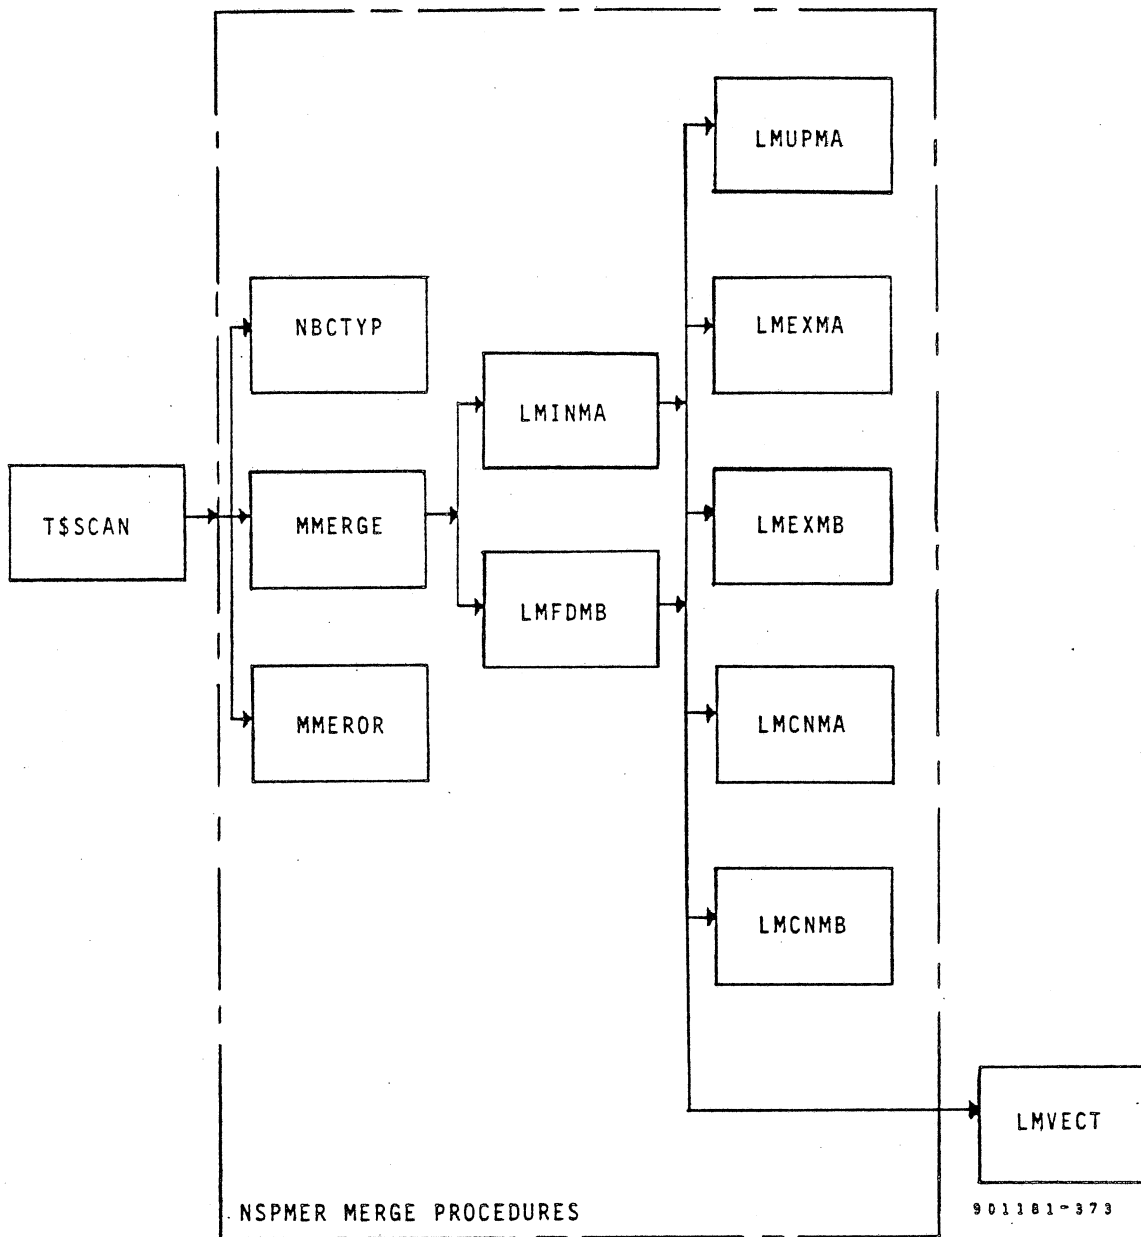 LMUPMA
NBCTYP
LMEXMA
LMINMA
T$SCAN
MMERGE
LMEXMB
LMFDMB
MMEROR
LMCNMA
LMCNMB
LMVECT
NSPMER MERGE PROCEDURES
901181-373